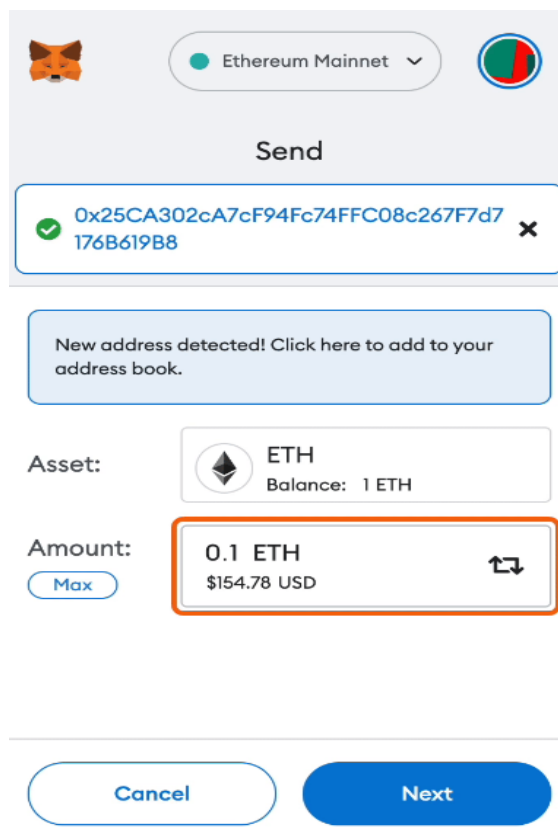 Ethereum Mainnet
Send
0x25CA302cA7cF94Fc74FFC08c267F7d7
176B619B8
New address detected! Click here to add to your
address book.
Asset:
ETH
Balance: 1 ETH
Amount:
Max
0.1 ETH
$154.78 USD
Cancel
Next